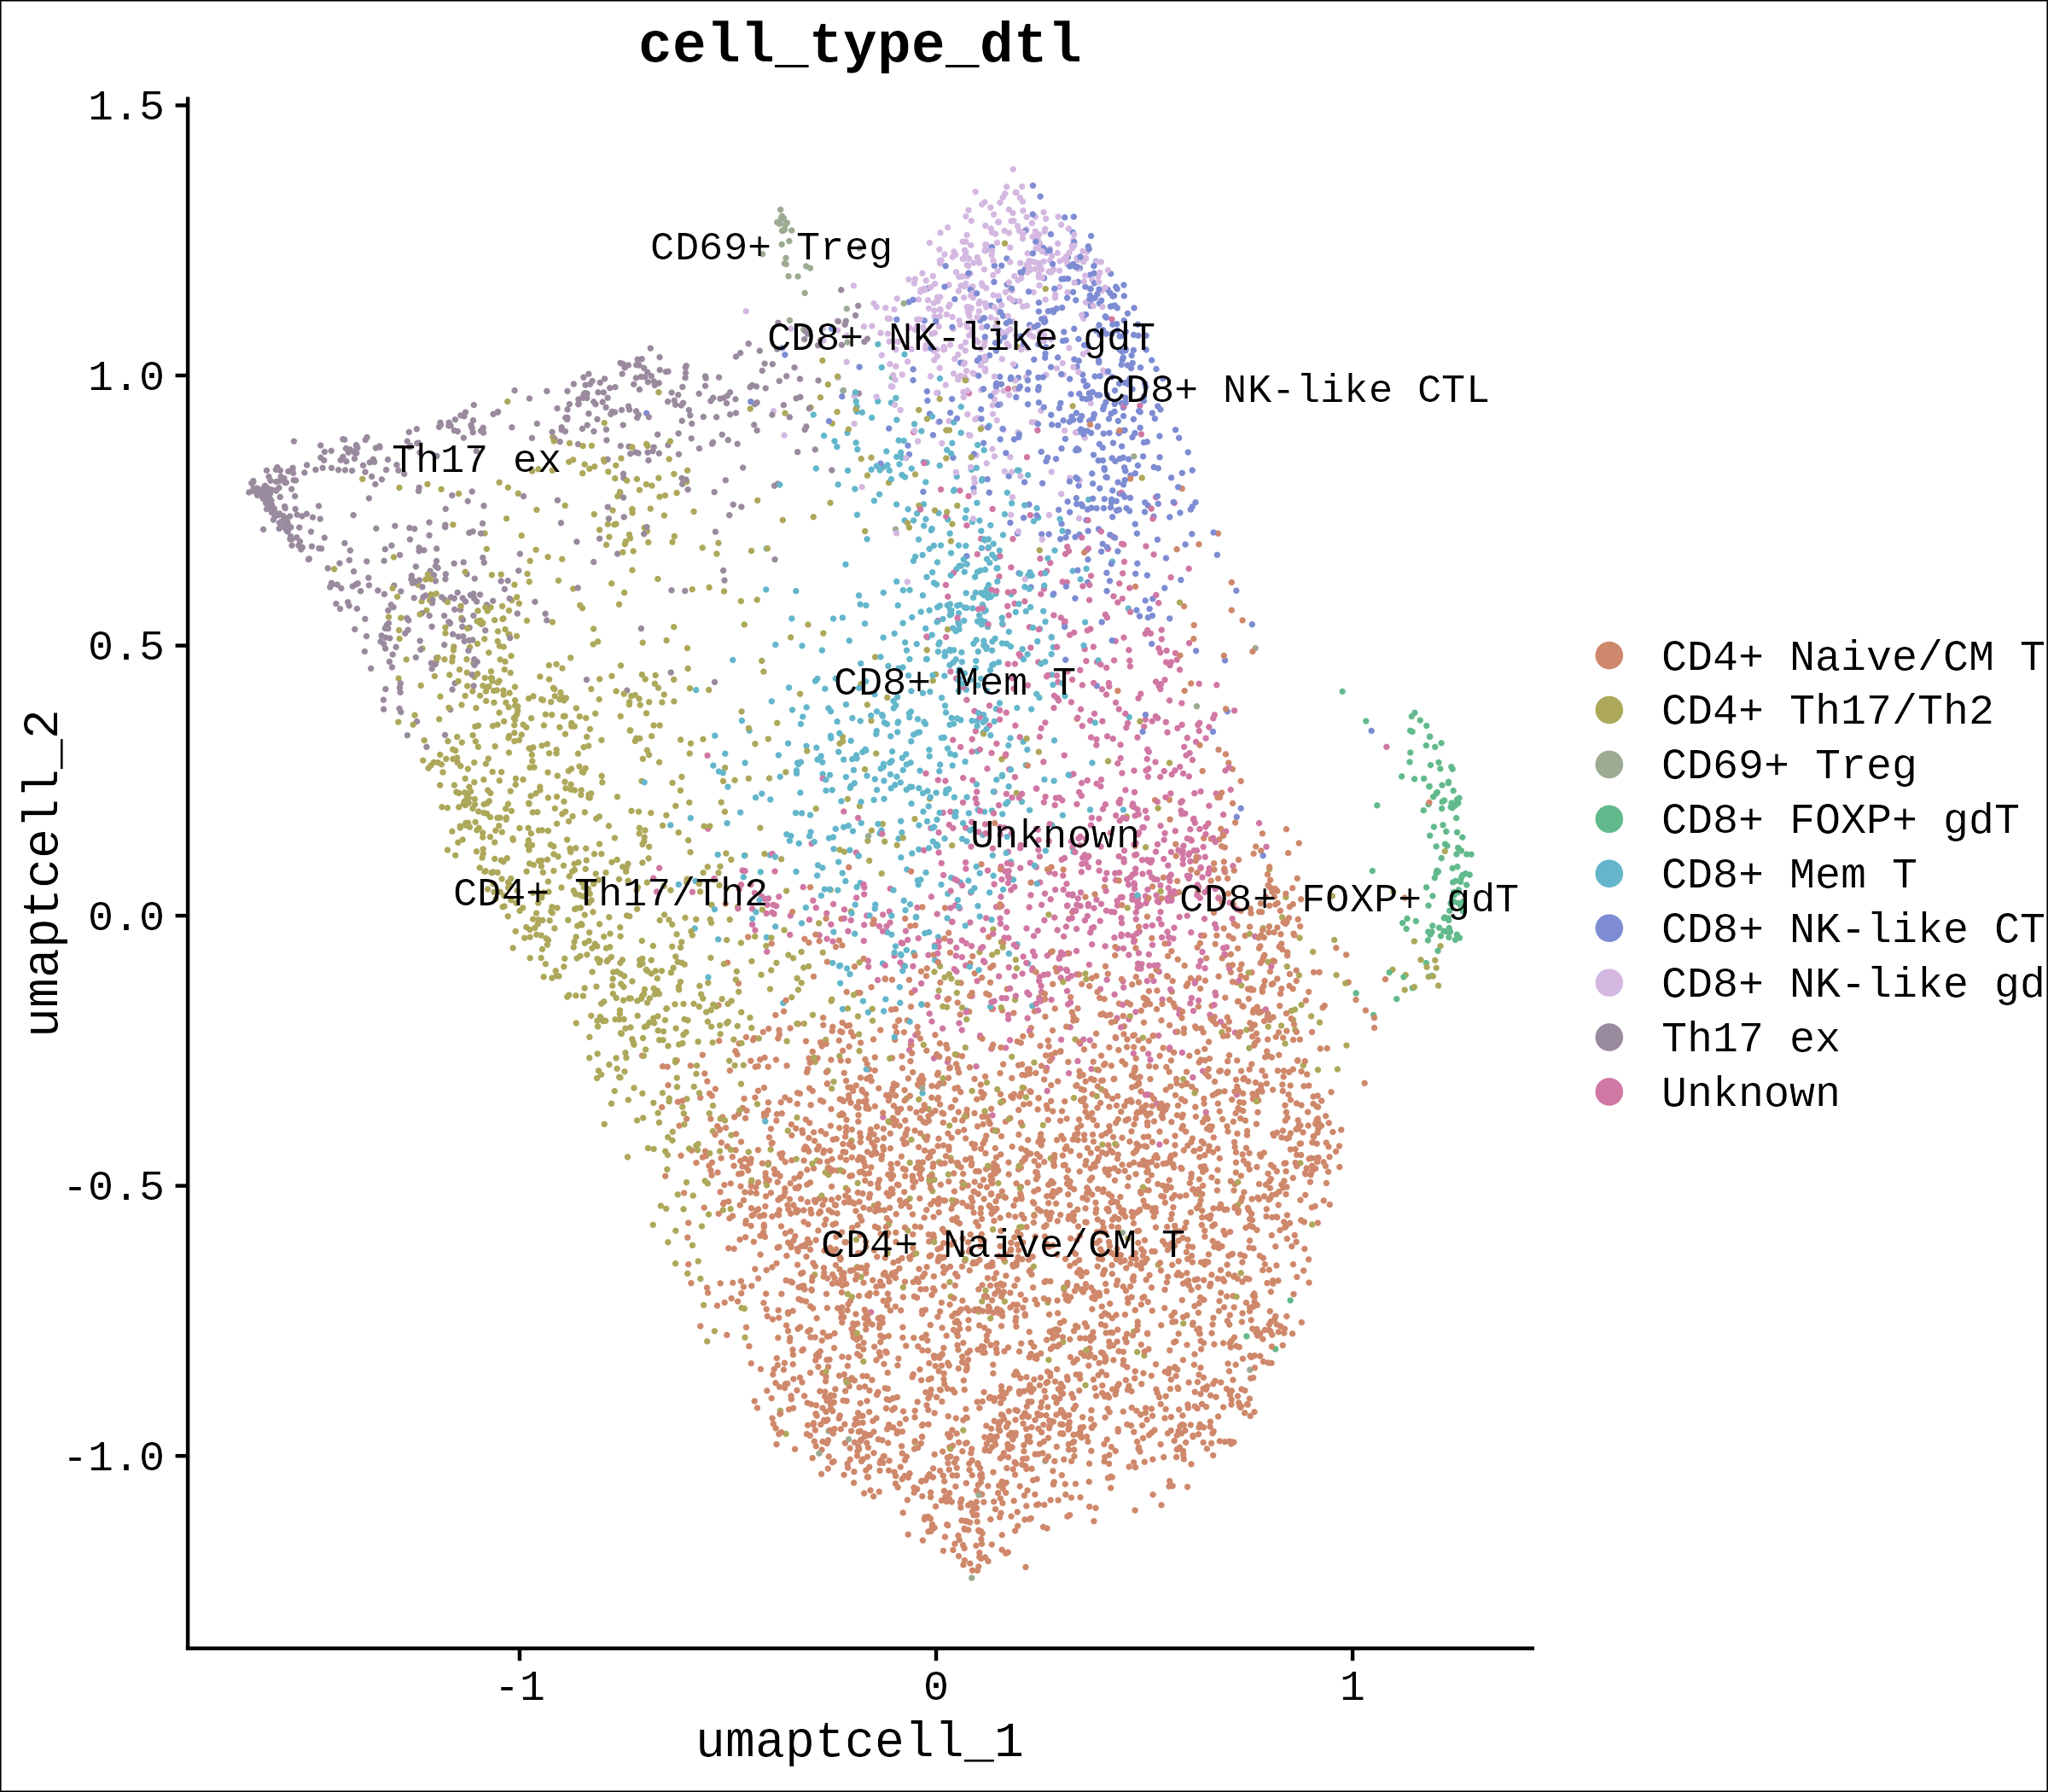 cell_type_dtl
1.5
1.0
0.5
0.0
-0.5
-1.0
umaptcell_2
CD69+ Treg
CD8+ NK-like gdT
CD8+ NK-like CTL
Th17 ex
CD8+ Mem T
Unknown
CD4+ Th17/Th2
CD8+ FOXP+ gdT
CD4+ Naive/CM T
-1
0
1
umaptcell_1
CD4+ Naive/CM T
CD4+ Th17/Th2
CD69+ Treg
CD8+ FOXP+ gdT
CD8+ Mem T
CD8+ NK-like CT
CD8+ NK-like gd
Th17 ex
Unknown